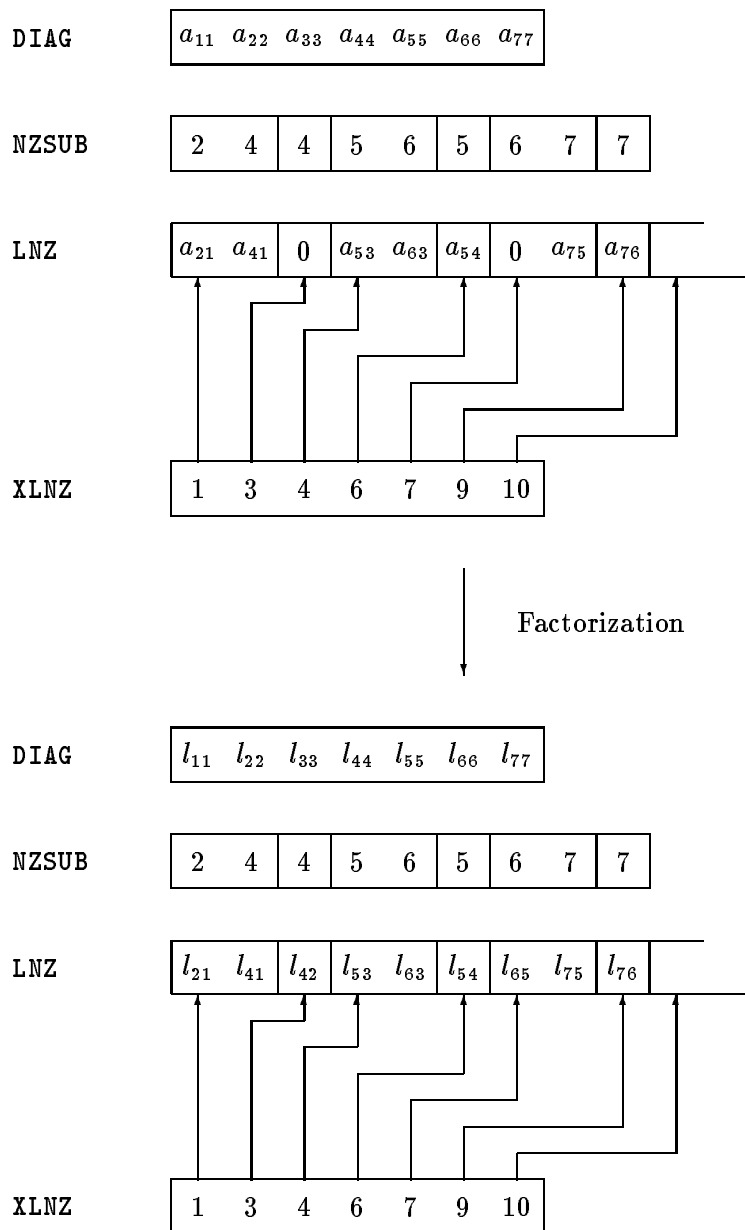 DIAG a₁₁ a₂₂ a₃₃ a₄₄ a₅₅ a₆₆ a₇₇
NZSUB 2 4 4 5 6 5 6 7 7
LNZ a₂₁ a₄₁ 0 a₅₃ a₆₃ a₅₄ 0 a₇₅ a₇₆
XLNZ 1 3 4 6 7 9 10
Factorization
DIAG l₁₁ l₂₂ l₃₃ l₄₄ l₅₅ l₆₆ l₇₇
NZSUB 2 4 4 5 6 5 6 7 7
LNZ l₂₁ l₄₁ l₄₂ l₅₃ l₆₃ l₅₄ l₆₅ l₇₅ l₇₆
XLNZ 1 3 4 6 7 9 10